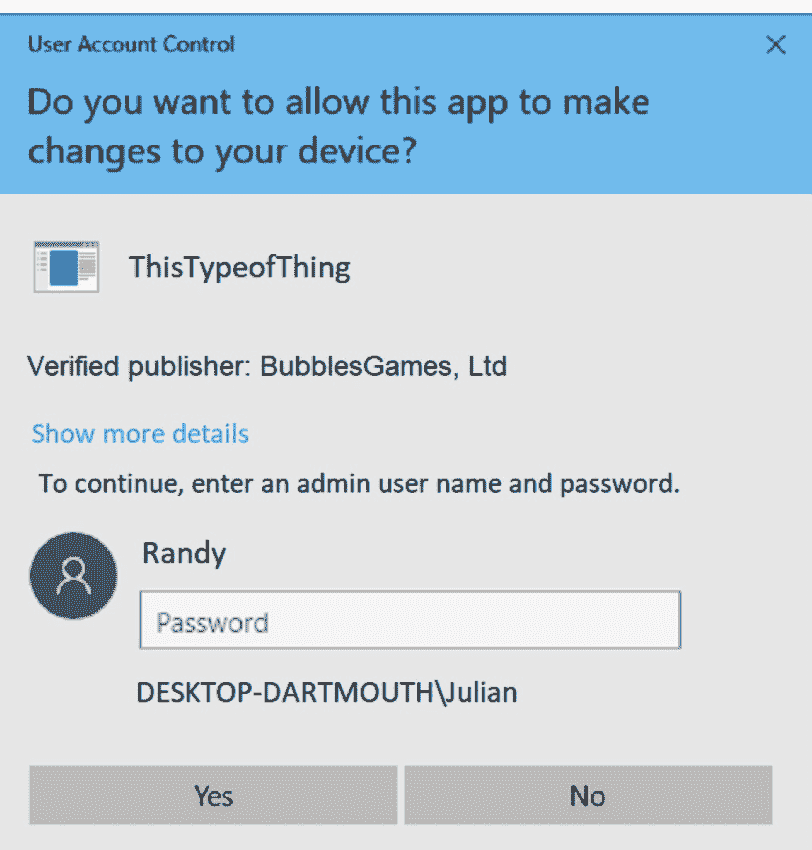 User Account Control
Do you want to allow this app to make
changes to your device?
ThisTypeofThing
Verified publisher: BubblesGames, Ltd
Show more details
To continue, enter an admin user name and password.
Randy
Password
DESKTOP-DARTMOUTH\Julian
Yes
No